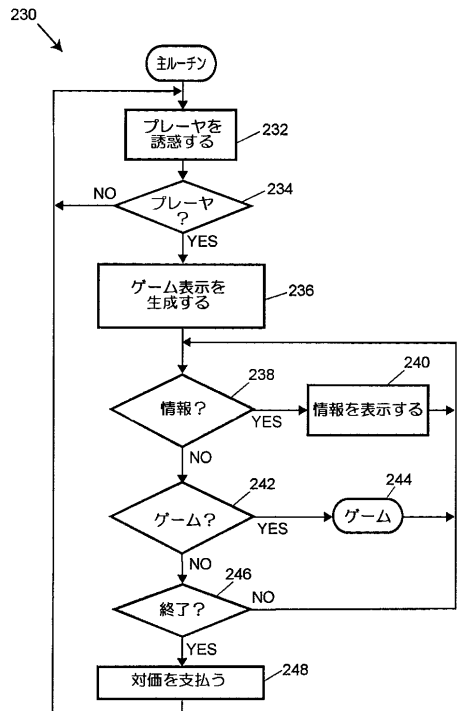 230
主ルーチン
プレーヤを
誘惑する
232
234
NO
プレーヤ
?
YES
ゲーム表示を
生成する
236
238
240
情報?
YES
情報を表示する
NO
242
244
ゲーム?
YES
ゲーム
NO
246
終了?
NO
YES
対価を支払う
248